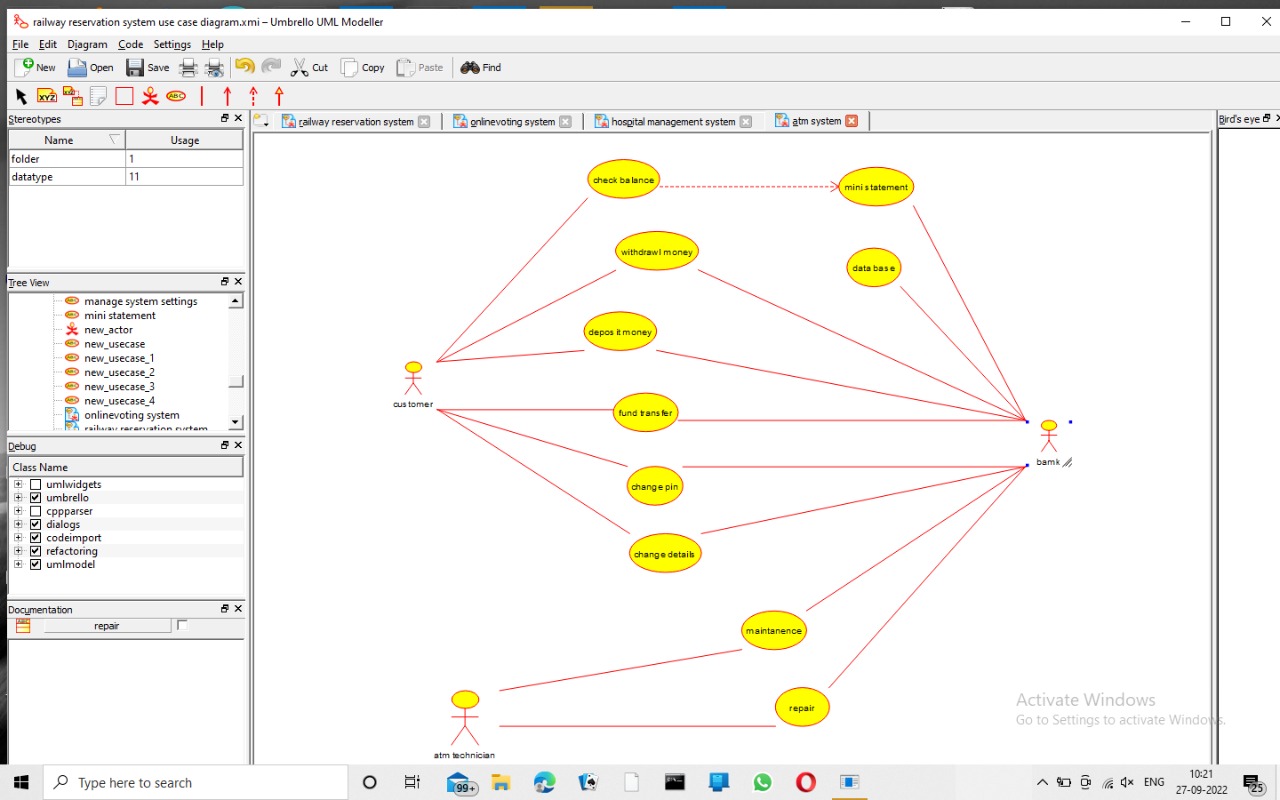 railway reservation system use case diagram.xmi – Umbrello UML Modeller
File Edit Diagram Code Settings Help
New Open Save Cut Copy Paste Find
XYZ ABC
Stereotypes
Name Usage
folder 1
datatype 11
Tree View
manage system settings
mini statement
new_actor
new_usecase
new_usecase_1
new_usecase_2
new_usecase_3
new_usecase_4
onlinevoting system
railway reservation system
Debug
Class Name
umlwidgets
umbrello
cppparser
dialogs
codeimport
refactoring
umlmodel
Documentation
repair
railway reservation system onlinevoting system hospital management system atm system
Bird's eye
check balance
mini statement
withdrawl money
data base
deposit money
customer
fund transfer
bamk
change pin
change details
maintanence
repair
atm technician
Activate Windows
Go to Settings to activate Windows.
Type here to search
99+
ENG
10:21
27-09-2022
25